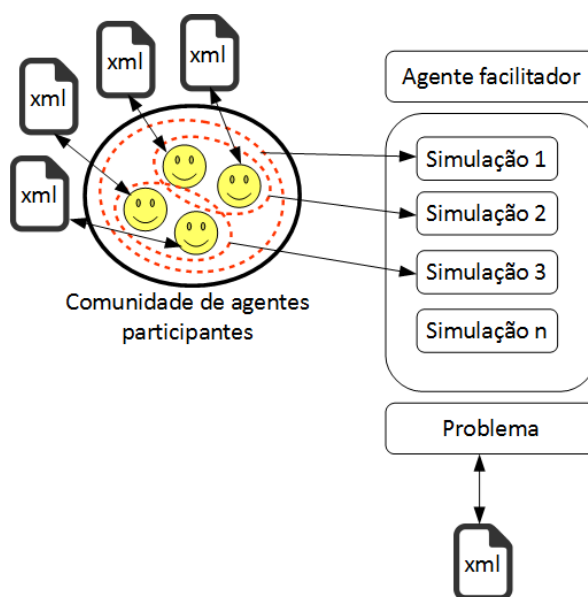 xml
xml
xml
xml
Comunidade de agentes
participantes
Agente facilitador
Simulação 1
Simulação 2
Simulação 3
Simulação n
Problema
xml